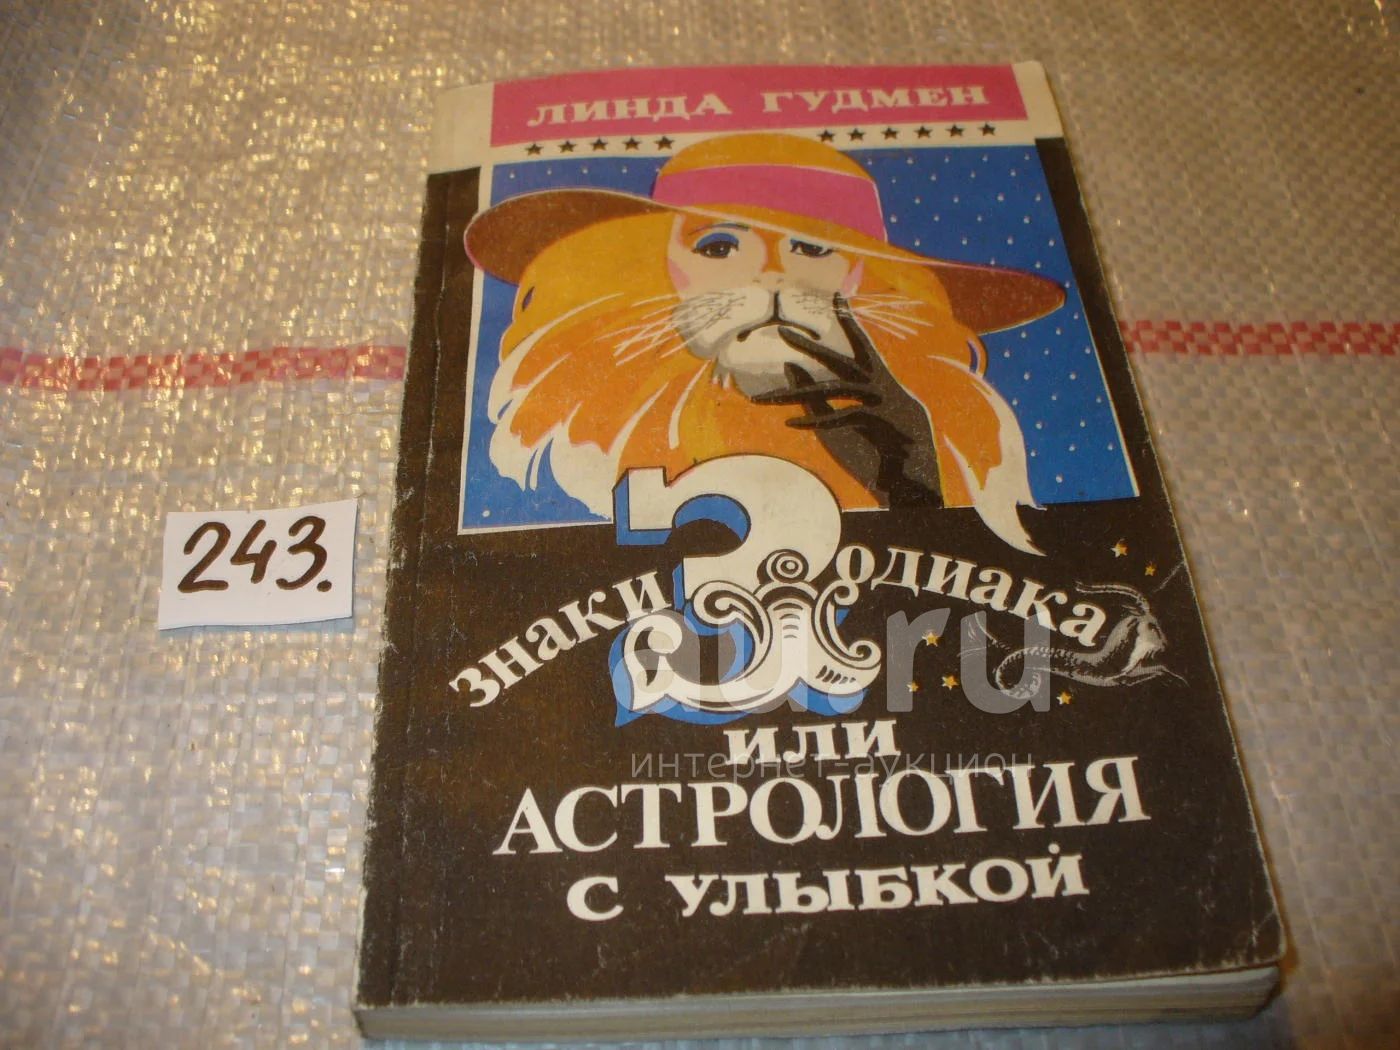 ЛИНДА ГУДМЕН
243.
знаки Зодиака
или
АСТРОЛОГИЯ
С УЛЫБКОЙ
au.ru
интернет-аукцион